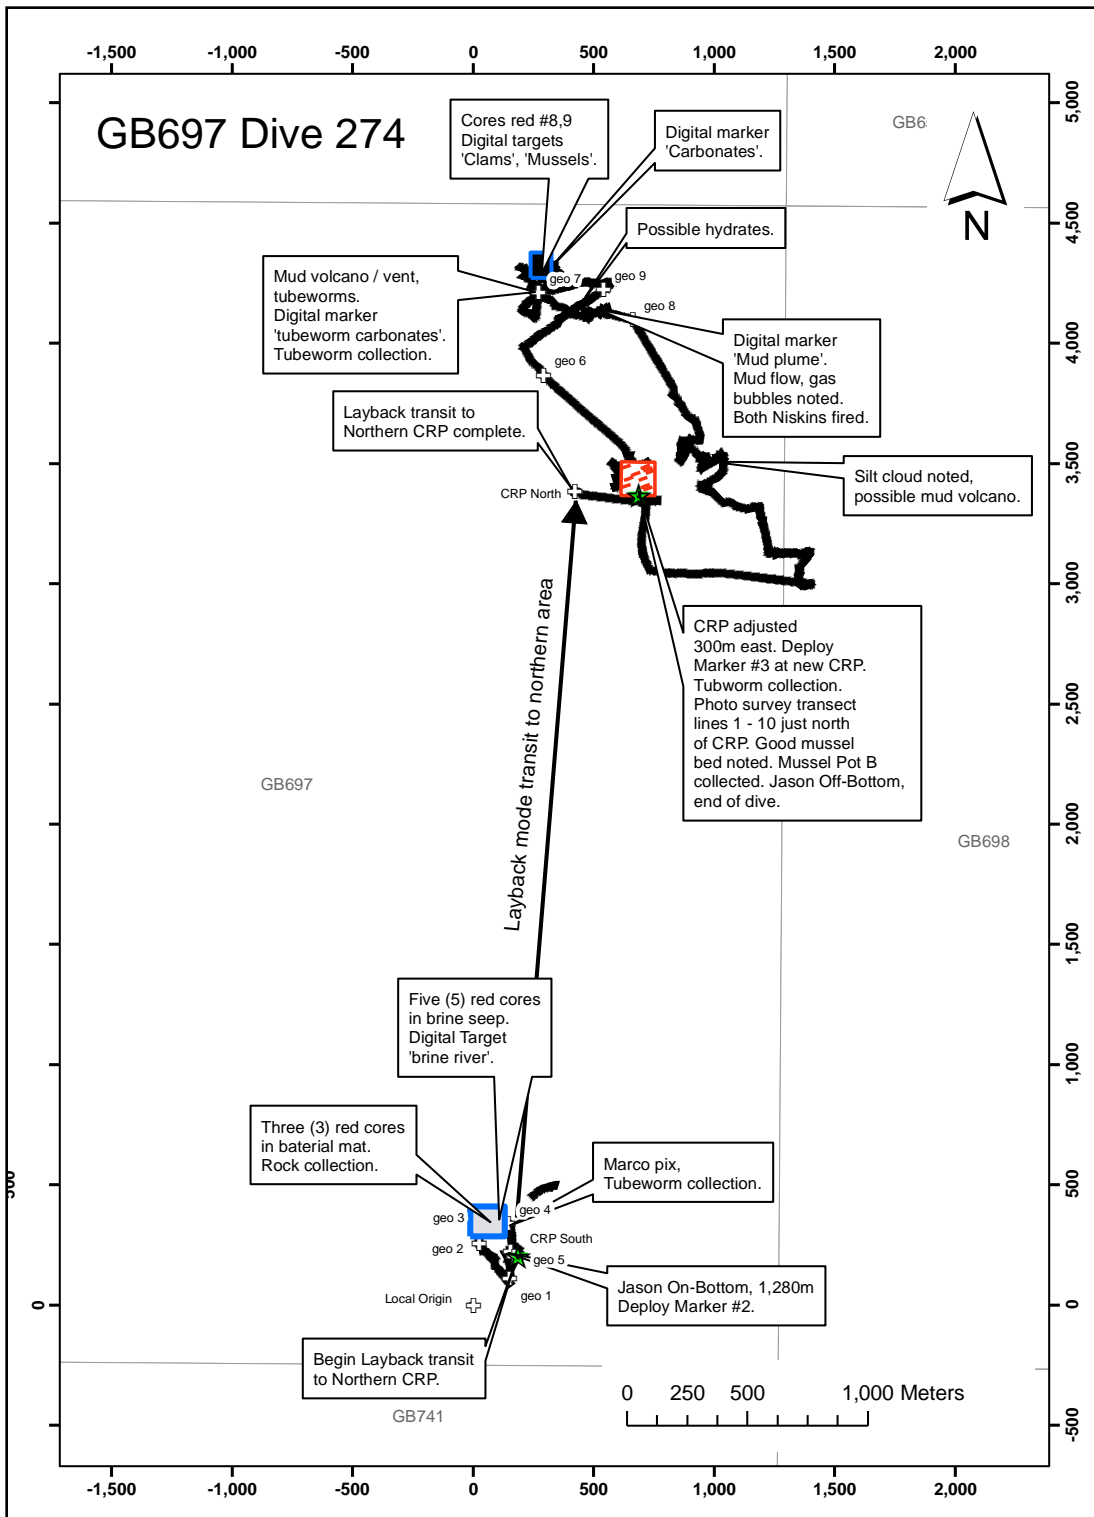 -1,500 -1,000 -500 0 500 1,000 1,500 2,000
GB697 Dive 274
Cores red #8,9
Digital targets
'Clams', 'Mussels'.
Digital marker
'Carbonates'.
GB6
N
5,000
4,500
4,000
3,500
3,000
2,500
2,000
1,500
1,000
500
0
-500
Possible hydrates.
Mud volcano / vent,
tubeworms.
Digital marker
'tubeworm carbonates'.
Tubeworm collection.
geo 7
geo 9
geo 8
geo 6
Digital marker
'Mud plume'.
Mud flow, gas
bubbles noted.
Both Niskins fired.
Layback transit to
Northern CRP complete.
CRP North
Silt cloud noted,
possible mud volcano.
CRP adjusted
300m east. Deploy
Marker #3 at new CRP.
Tubworm collection.
Photo survey transect
lines 1 - 10 just north
of CRP. Good mussel
bed noted. Mussel Pot B
collected. Jason Off-Bottom,
end of dive.
Layback mode transit to northern area
GB697
GB698
Five (5) red cores
in brine seep.
Digital Target
'brine river'.
Three (3) red cores
in baterial mat.
Rock collection.
Marco pix,
Tubeworm collection.
500
geo 3
geo 4
geo 2
CRP South
geo 5
geo 1
Jason On-Bottom, 1,280m
Deploy Marker #2.
0
Local Origin
Begin Layback transit
to Northern CRP.
GB741
0 250 500 1,000 Meters
-1,500 -1,000 -500 0 500 1,000 1,500 2,000